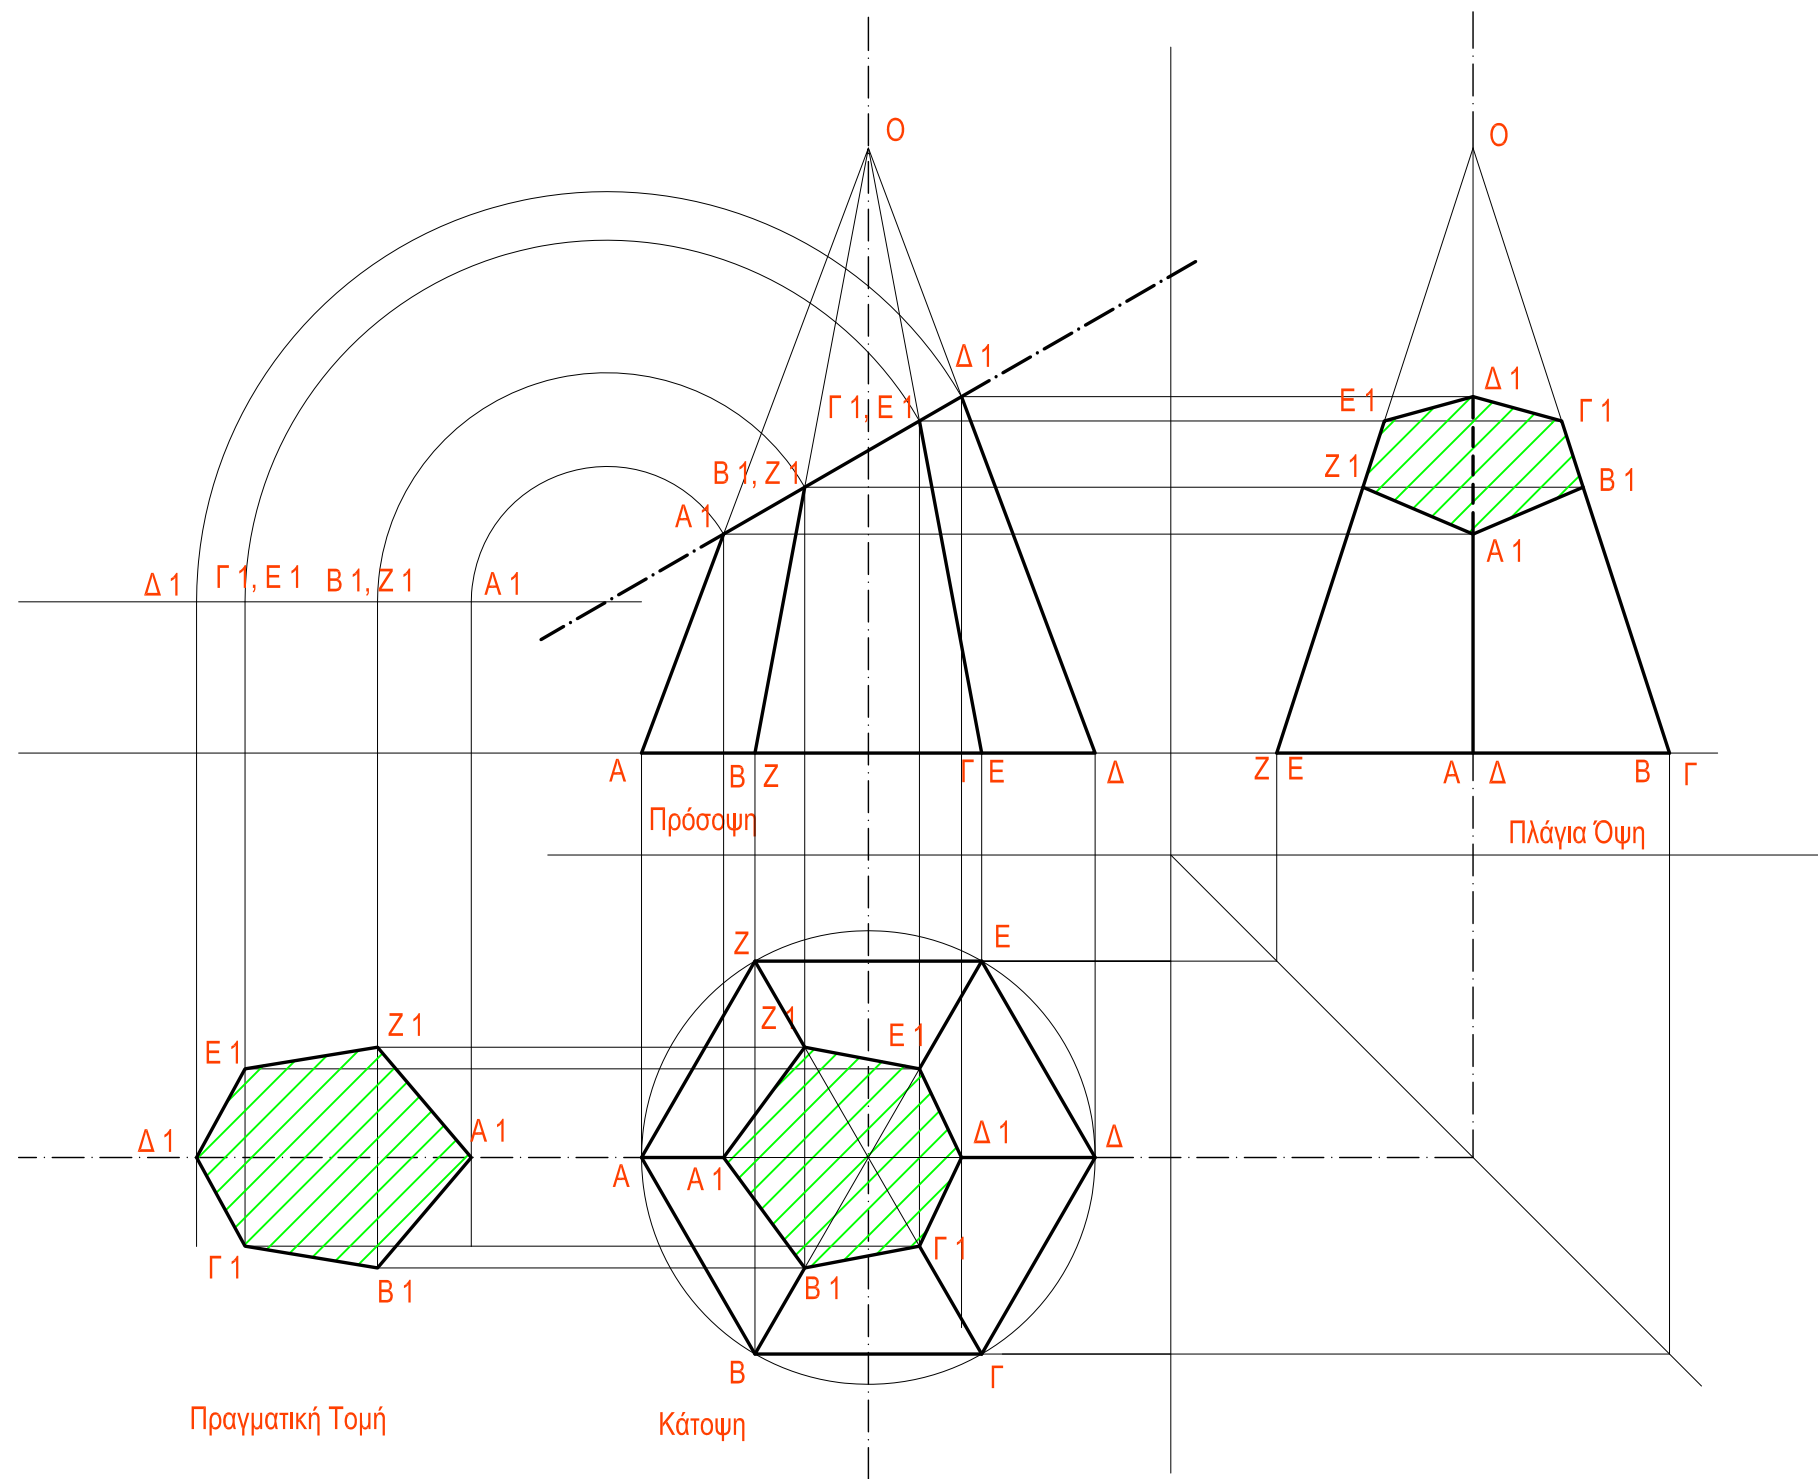 Ο
Ο
Δ 1
Δ 1
Ε 1
Γ 1, Ε 1
Γ 1
Β 1, Ζ 1
Ζ 1
Β 1
Α 1
Α 1
Δ 1
Γ 1, Ε 1
Β 1, Ζ 1
Α 1
Α
Β
Ζ
Γ
Ε
Δ
Ζ
Ε
Α
Δ
Β
Γ
Πρόσοψη
Πλάγια Όψη
Ζ
Ε
Ζ 1
Ζ 1
Ε 1
Ε 1
Δ 1
Α 1
Δ 1
Δ
Α
Α 1
Γ 1
Γ 1
Β 1
Β 1
Β
Γ
Πραγματική Τομή
Κάτοψη